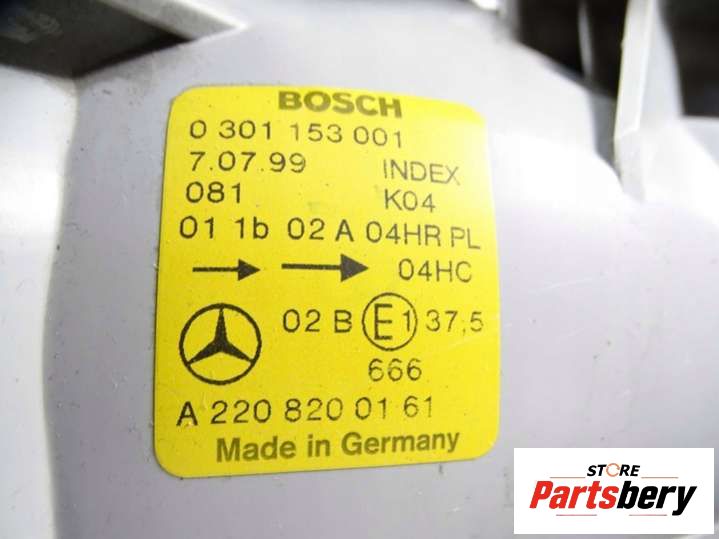 BOSCH
0 301 153 001
7.07.99 INDEX
081 K04
01 1b 02 A 04HR PL
04HC
02 B E 1 37,5
666
A 220 820 01 61
Made in Germany
STORE
Partsbery